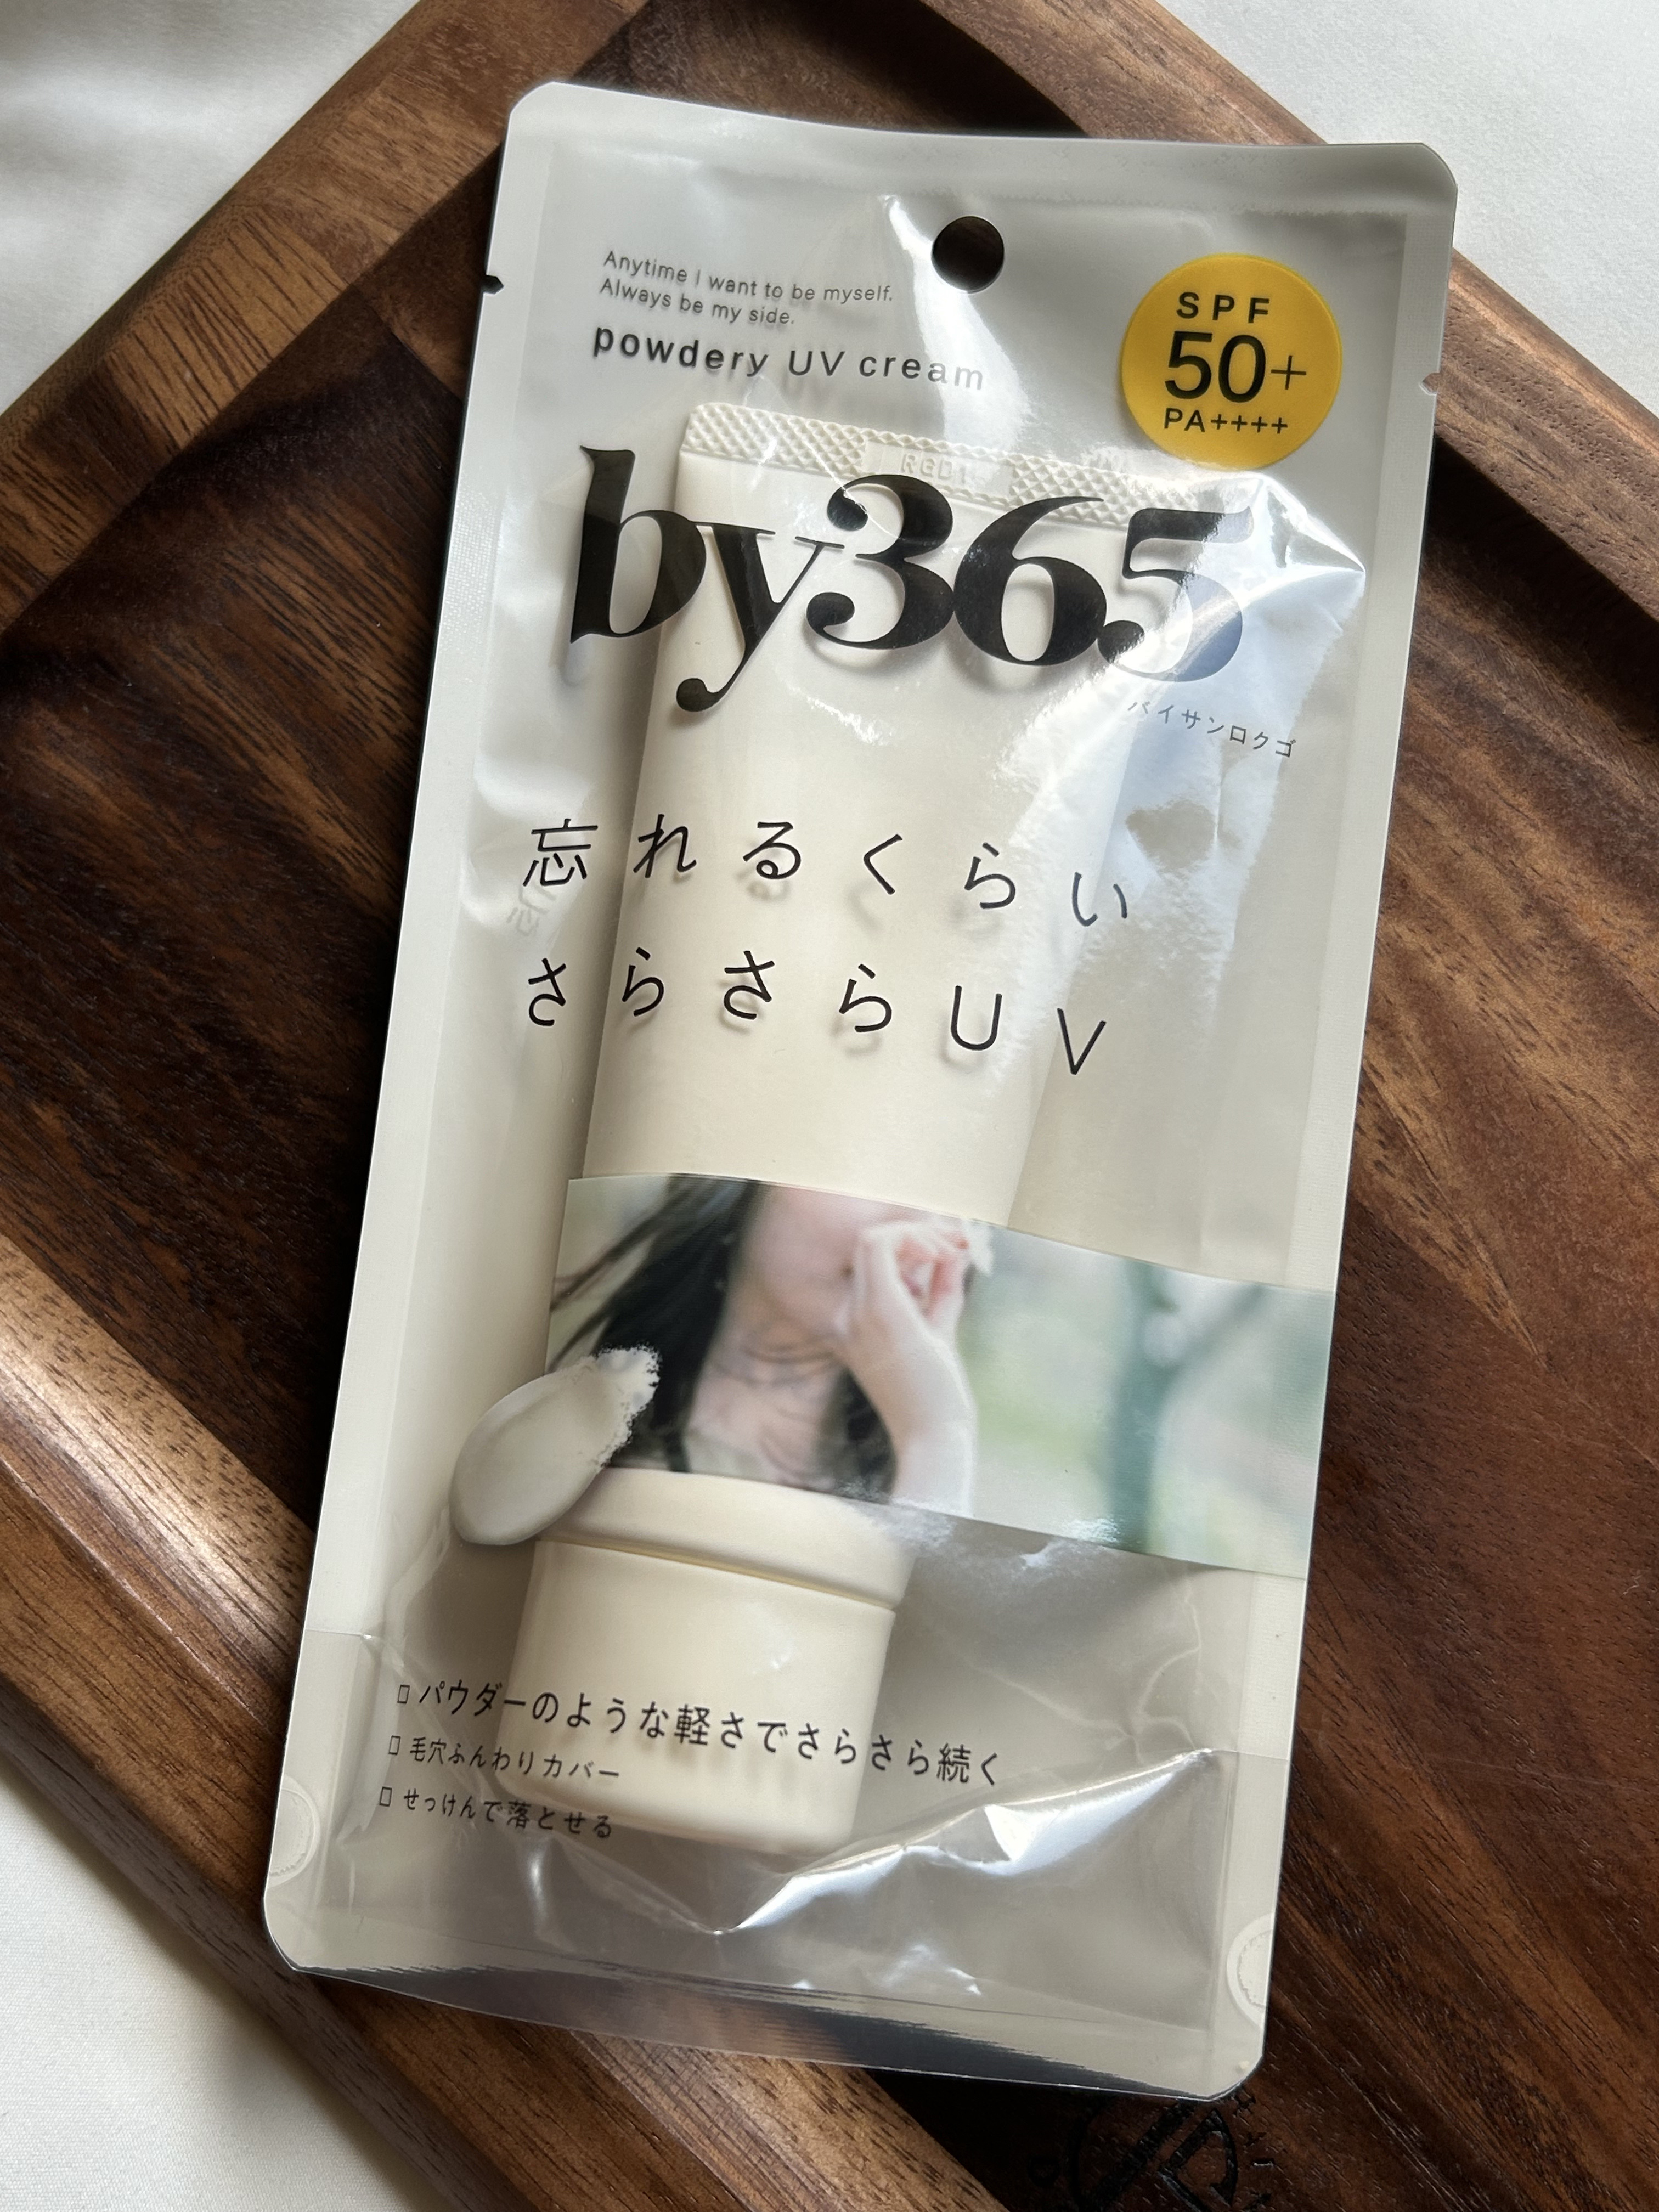 Anytime I want to be myself.
Always be my side.
powdery UV cream
SPF
50+
PA++++
by365
バイサンロクゴ
忘れるくらい
さらさらUV
パウダーのような軽さでさらさら続く
毛穴ふんわりカバー
せっけんで落とせる